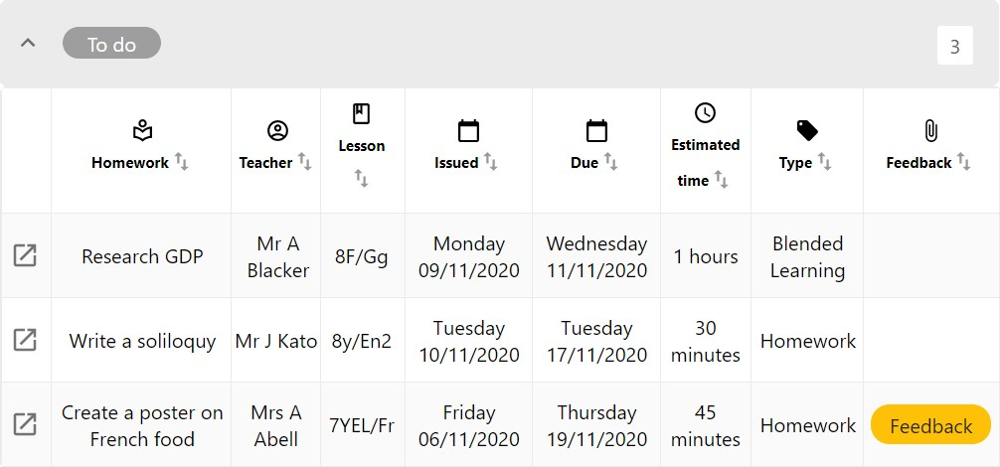 To do
3
Homework Teacher Lesson Issued Due Estimated time Type Feedback
Research GDP Mr A Blacker 8F/Gg Monday 09/11/2020 Wednesday 11/11/2020 1 hours Blended Learning
Write a soliloquy Mr J Kato 8y/En2 Tuesday 10/11/2020 Tuesday 17/11/2020 30 minutes Homework
Create a poster on French food Mrs A Abell 7YEL/Fr Friday 06/11/2020 Thursday 19/11/2020 45 minutes Homework Feedback